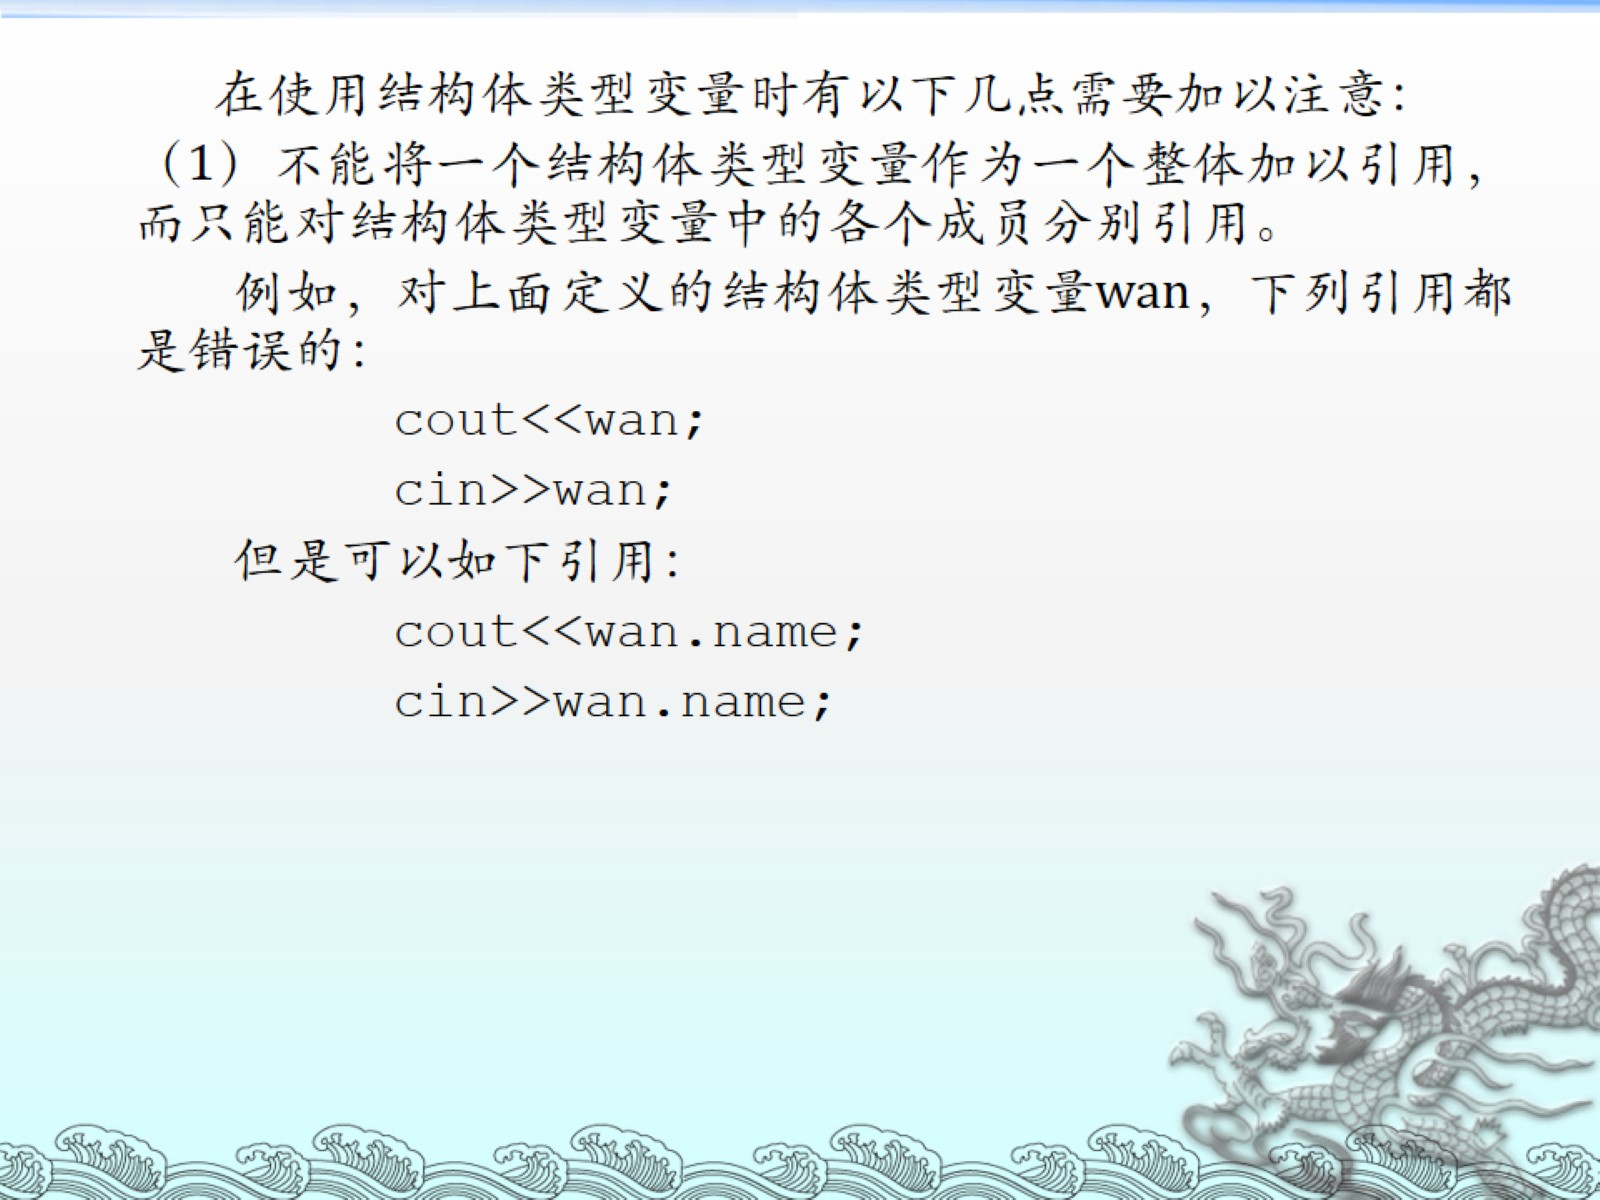 在使用结构体类型变量时有以下几点需要加以注意：
（1）不能将一个结构体类型变量作为一个整体加以引用，
而只能对结构体类型变量中的各个成员分别引用。
例如，对上面定义的结构体类型变量wan，下列引用都
是错误的：
cout<<wan;
cin>>wan;
但是可以如下引用：
cout<<wan.name;
cin>>wan.name;